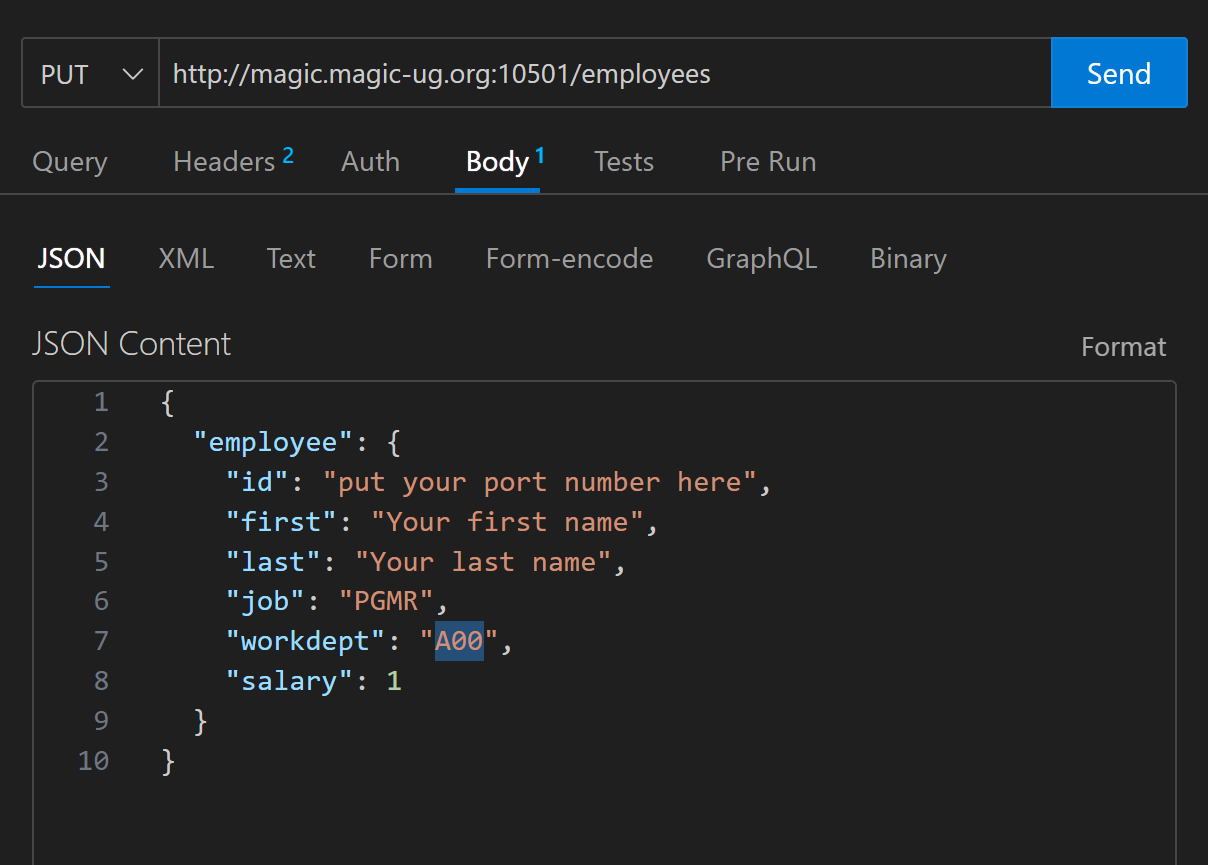 PUT http://magic.magic-ug.org:10501/employees Send
Query Headers 2 Auth Body 1 Tests Pre Run
JSON XML Text Form Form-encode GraphQL Binary
JSON Content Format
1 {
2 "employee": {
3 "id": "put your port number here",
4 "first": "Your first name",
5 "last": "Your last name",
6 "job": "PGMR",
7 "workdept": "A00",
8 "salary": 1
9 }
10 }